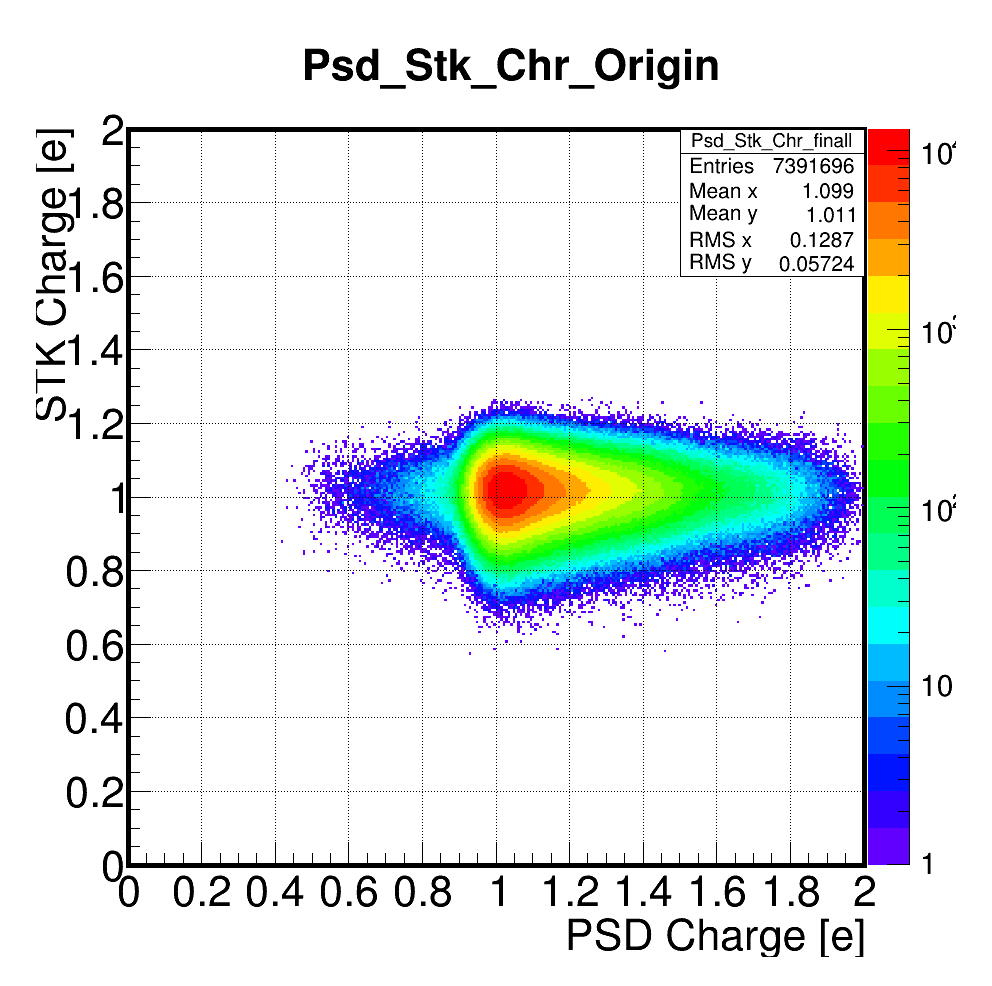 Psd_Stk_Chr_Origin
Psd_Stk_Chr_finall
Entries 7391696
Mean x 1.099
Mean y 1.011
RMS x 0.1287
RMS y 0.05724
STK Charge [e]
2
1.8
1.6
1.4
1.2
1
0.8
0.6
0.4
0.2
0
0 0.2 0.4 0.6 0.8 1 1.2 1.4 1.6 1.8 2
PSD Charge [e]
10
10
10
10
1